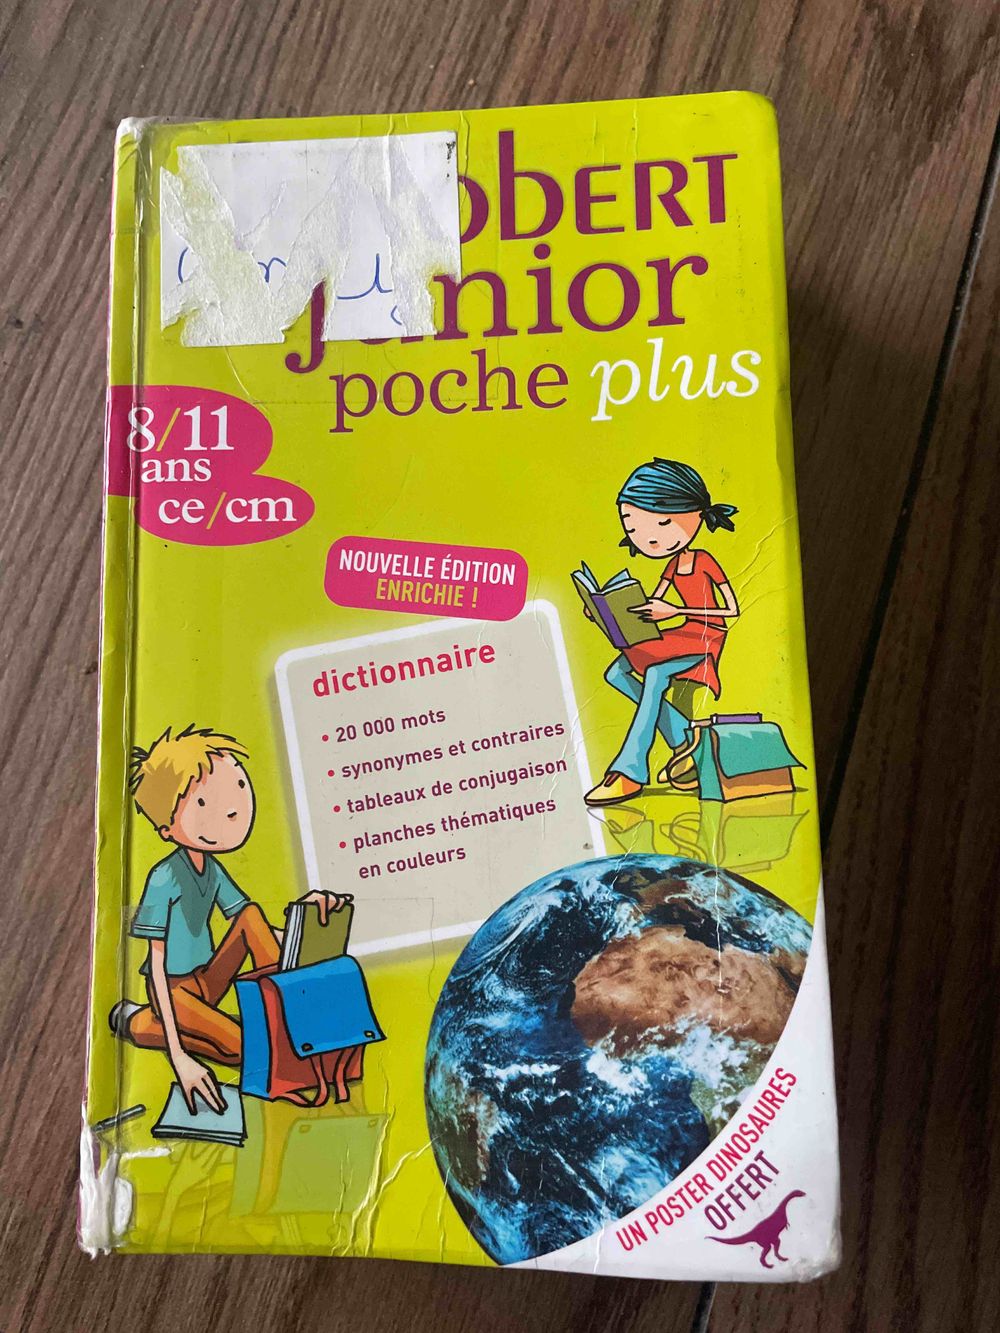 obERT
junior
poche plus
8/11
ans
ce/cm
NOUVELLE ÉDITION
ENRICHIE !
dictionnaire
• 20 000 mots
• synonymes et contraires
• tableaux de conjugaison
• planches thématiques
en couleurs
UN POSTER DINOSAURES
OFFERT